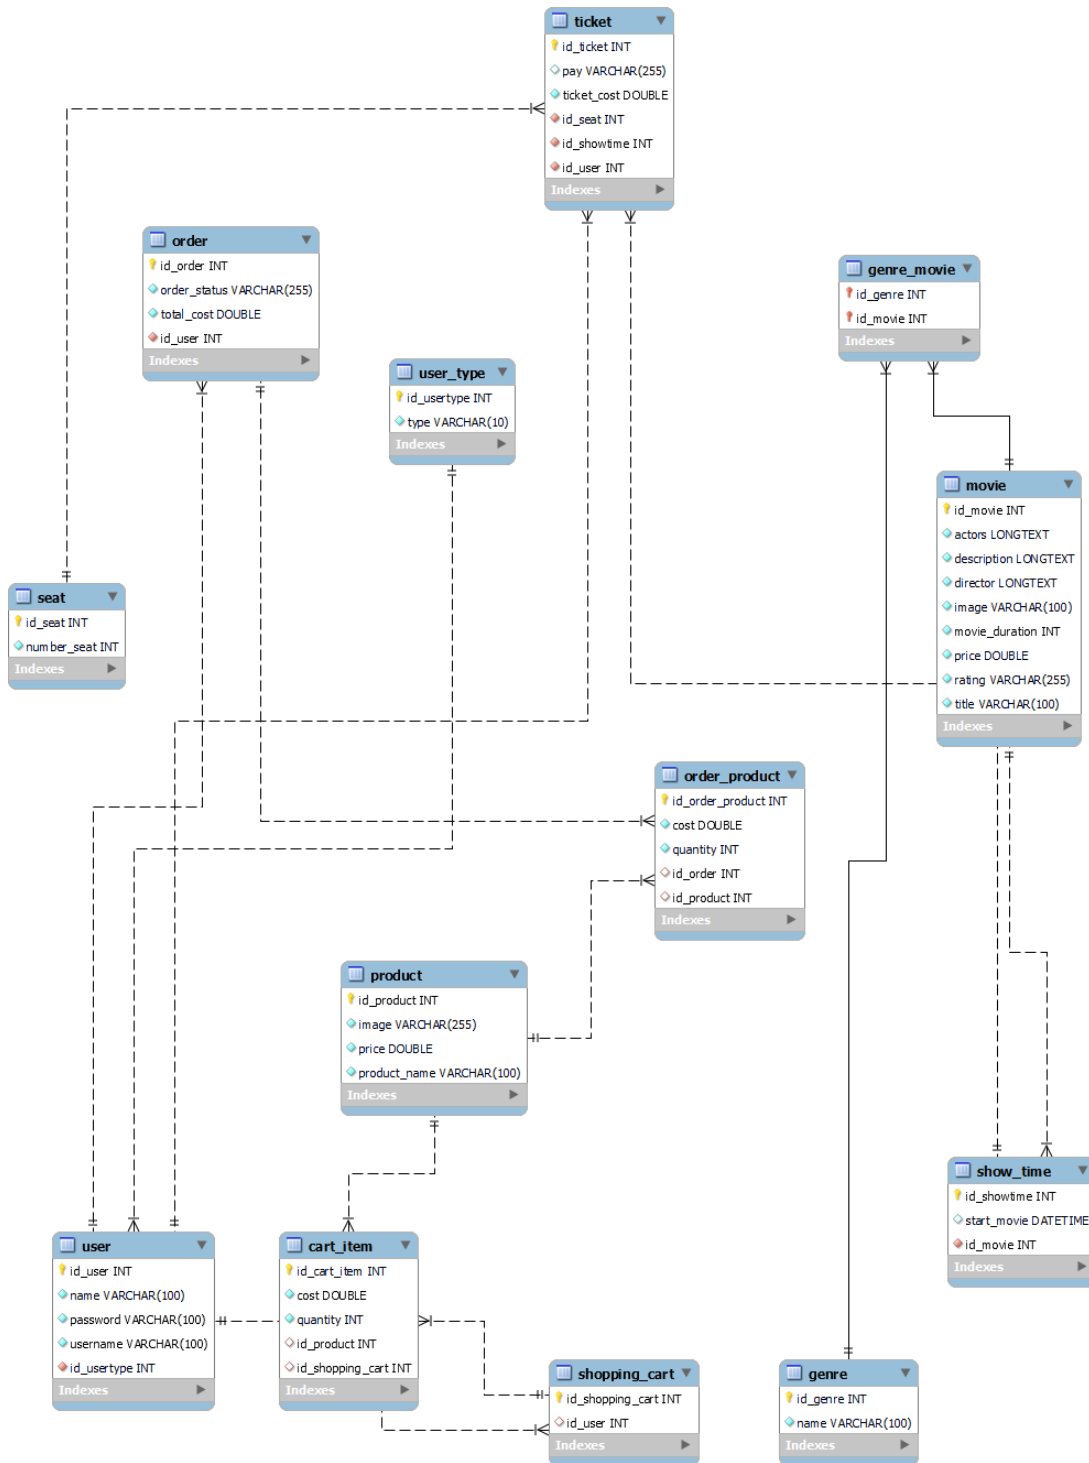 ticket
id_ticket INT
pay VARCHAR(255)
ticket_cost DOUBLE
id_seat INT
id_showtime INT
id_user INT
Indexes
order
id_order INT
order_status VARCHAR(255)
total_cost DOUBLE
id_user INT
Indexes
genre_movie
id_genre INT
id_movie INT
Indexes
user_type
id_usertype INT
type VARCHAR(10)
Indexes
movie
id_movie INT
actors LONGTEXT
description LONGTEXT
director LONGTEXT
image VARCHAR(100)
movie_duration INT
price DOUBLE
rating VARCHAR(255)
title VARCHAR(100)
Indexes
seat
id_seat INT
number_seat INT
Indexes
order_product
id_order_product INT
cost DOUBLE
quantity INT
id_order INT
id_product INT
Indexes
product
id_product INT
image VARCHAR(255)
price DOUBLE
product_name VARCHAR(100)
Indexes
show_time
id_showtime INT
start_movie DATETIME
id_movie INT
Indexes
user
id_user INT
name VARCHAR(100)
password VARCHAR(100)
username VARCHAR(100)
id_usertype INT
Indexes
cart_item
id_cart_item INT
cost DOUBLE
quantity INT
id_product INT
id_shopping_cart INT
Indexes
shopping_cart
id_shopping_cart INT
id_user INT
Indexes
genre
id_genre INT
name VARCHAR(100)
Indexes